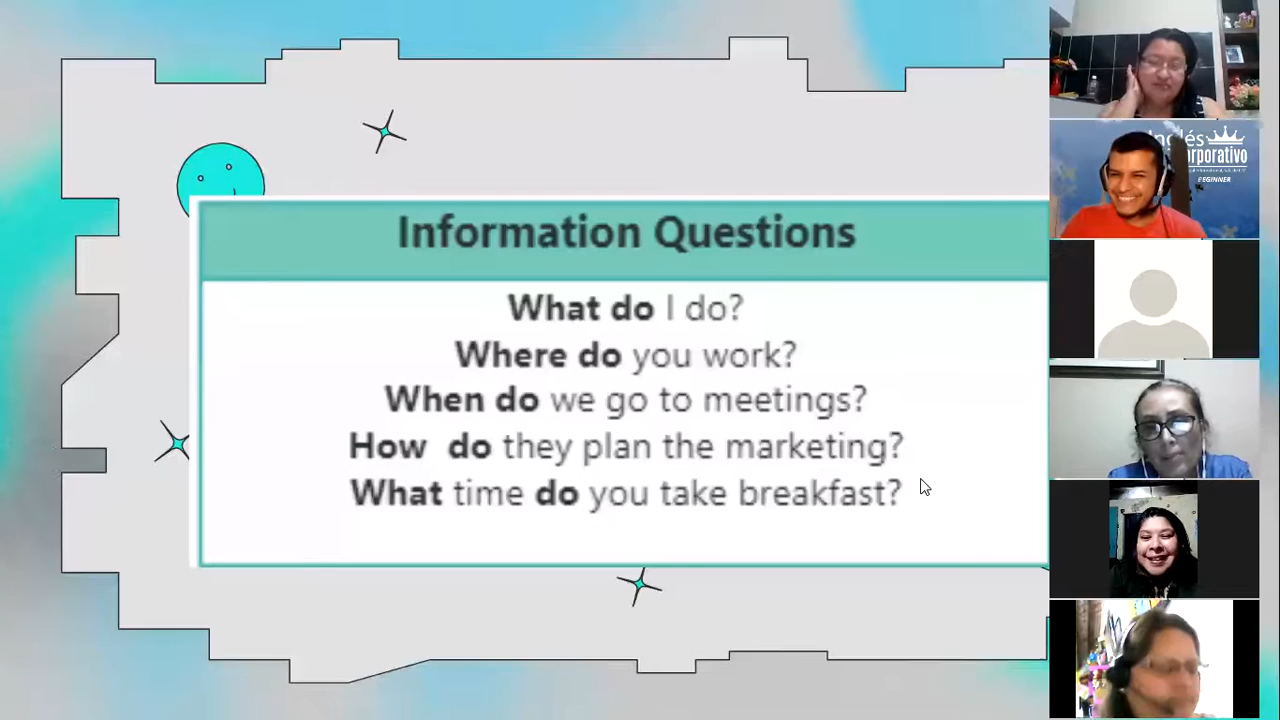 Information Questions
What do I do?
Where do you work?
When do we go to meetings?
How do they plan the marketing?
What time do you take breakfast?
BEGINNER